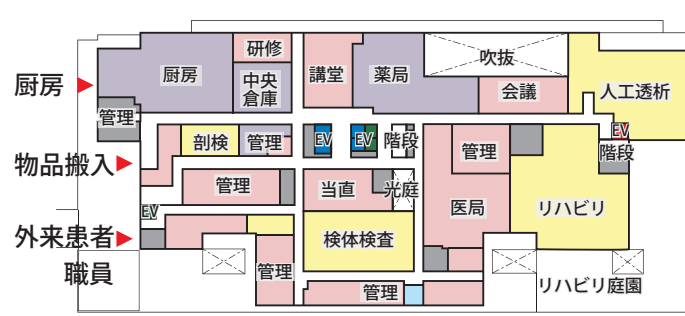 研修
吹抜
厨房
厨房
中央
倉庫
講堂
薬局
会議
人工透析
管理
剖検
管理
EV
EV
階段
EV
階段
物品搬入
管理
管理
当直
光庭
医局
リハビリ
EV
外来患者
職員
検体検査
管理
管理
リハビリ庭園